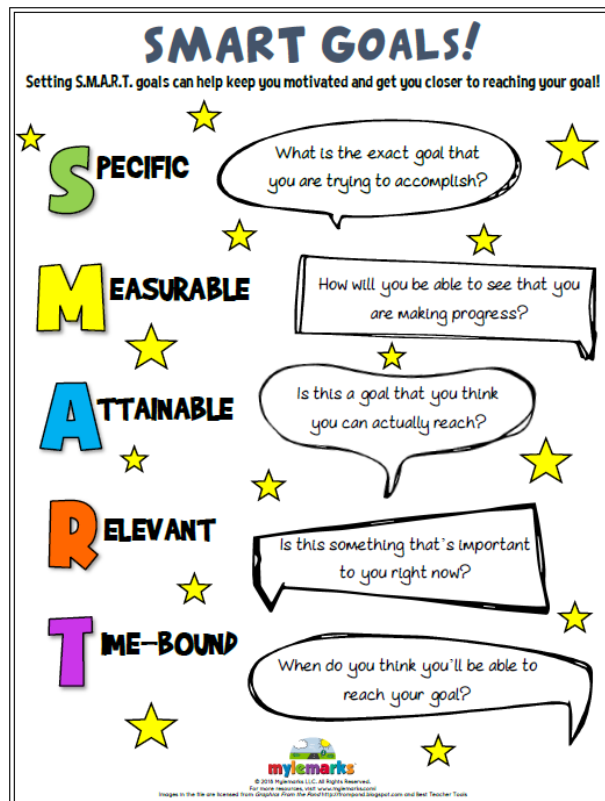 SMART GOALS!
Setting S.M.A.R.T. goals can help keep you motivated and get you closer to reaching your goal!
SPECIFIC
What is the exact goal that
you are trying to accomplish?
MEASURABLE
How will you be able to see that you
are making progress?
ATTAINABLE
Is this a goal that you think
you can actually reach?
RELEVANT
Is this something that's important
to you right now?
TIME-BOUND
When do you think you'll be able to
reach your goal?
mylemarks
© 2015 Mylemarks LLC. All Rights Reserved.
For more resources, visit www.mylemarks.com
Images in the file are licensed from Graphics From the Pond http://frompond.blogspot.com and Best Teacher Tools